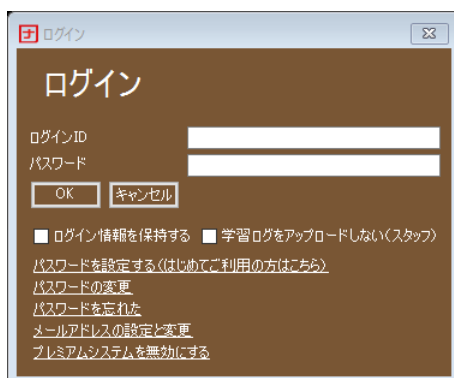 ナ ログイン
ログイン
ログインID
パスワード
OK キャンセル
ログイン情報を保持する 学習ログをアップロードしない(スタッフ)
パスワードを設定する(はじめてご利用の方はこちら)
パスワードの変更
パスワードを忘れた
メールアドレスの設定と変更
プレミアムシステムを無効にする